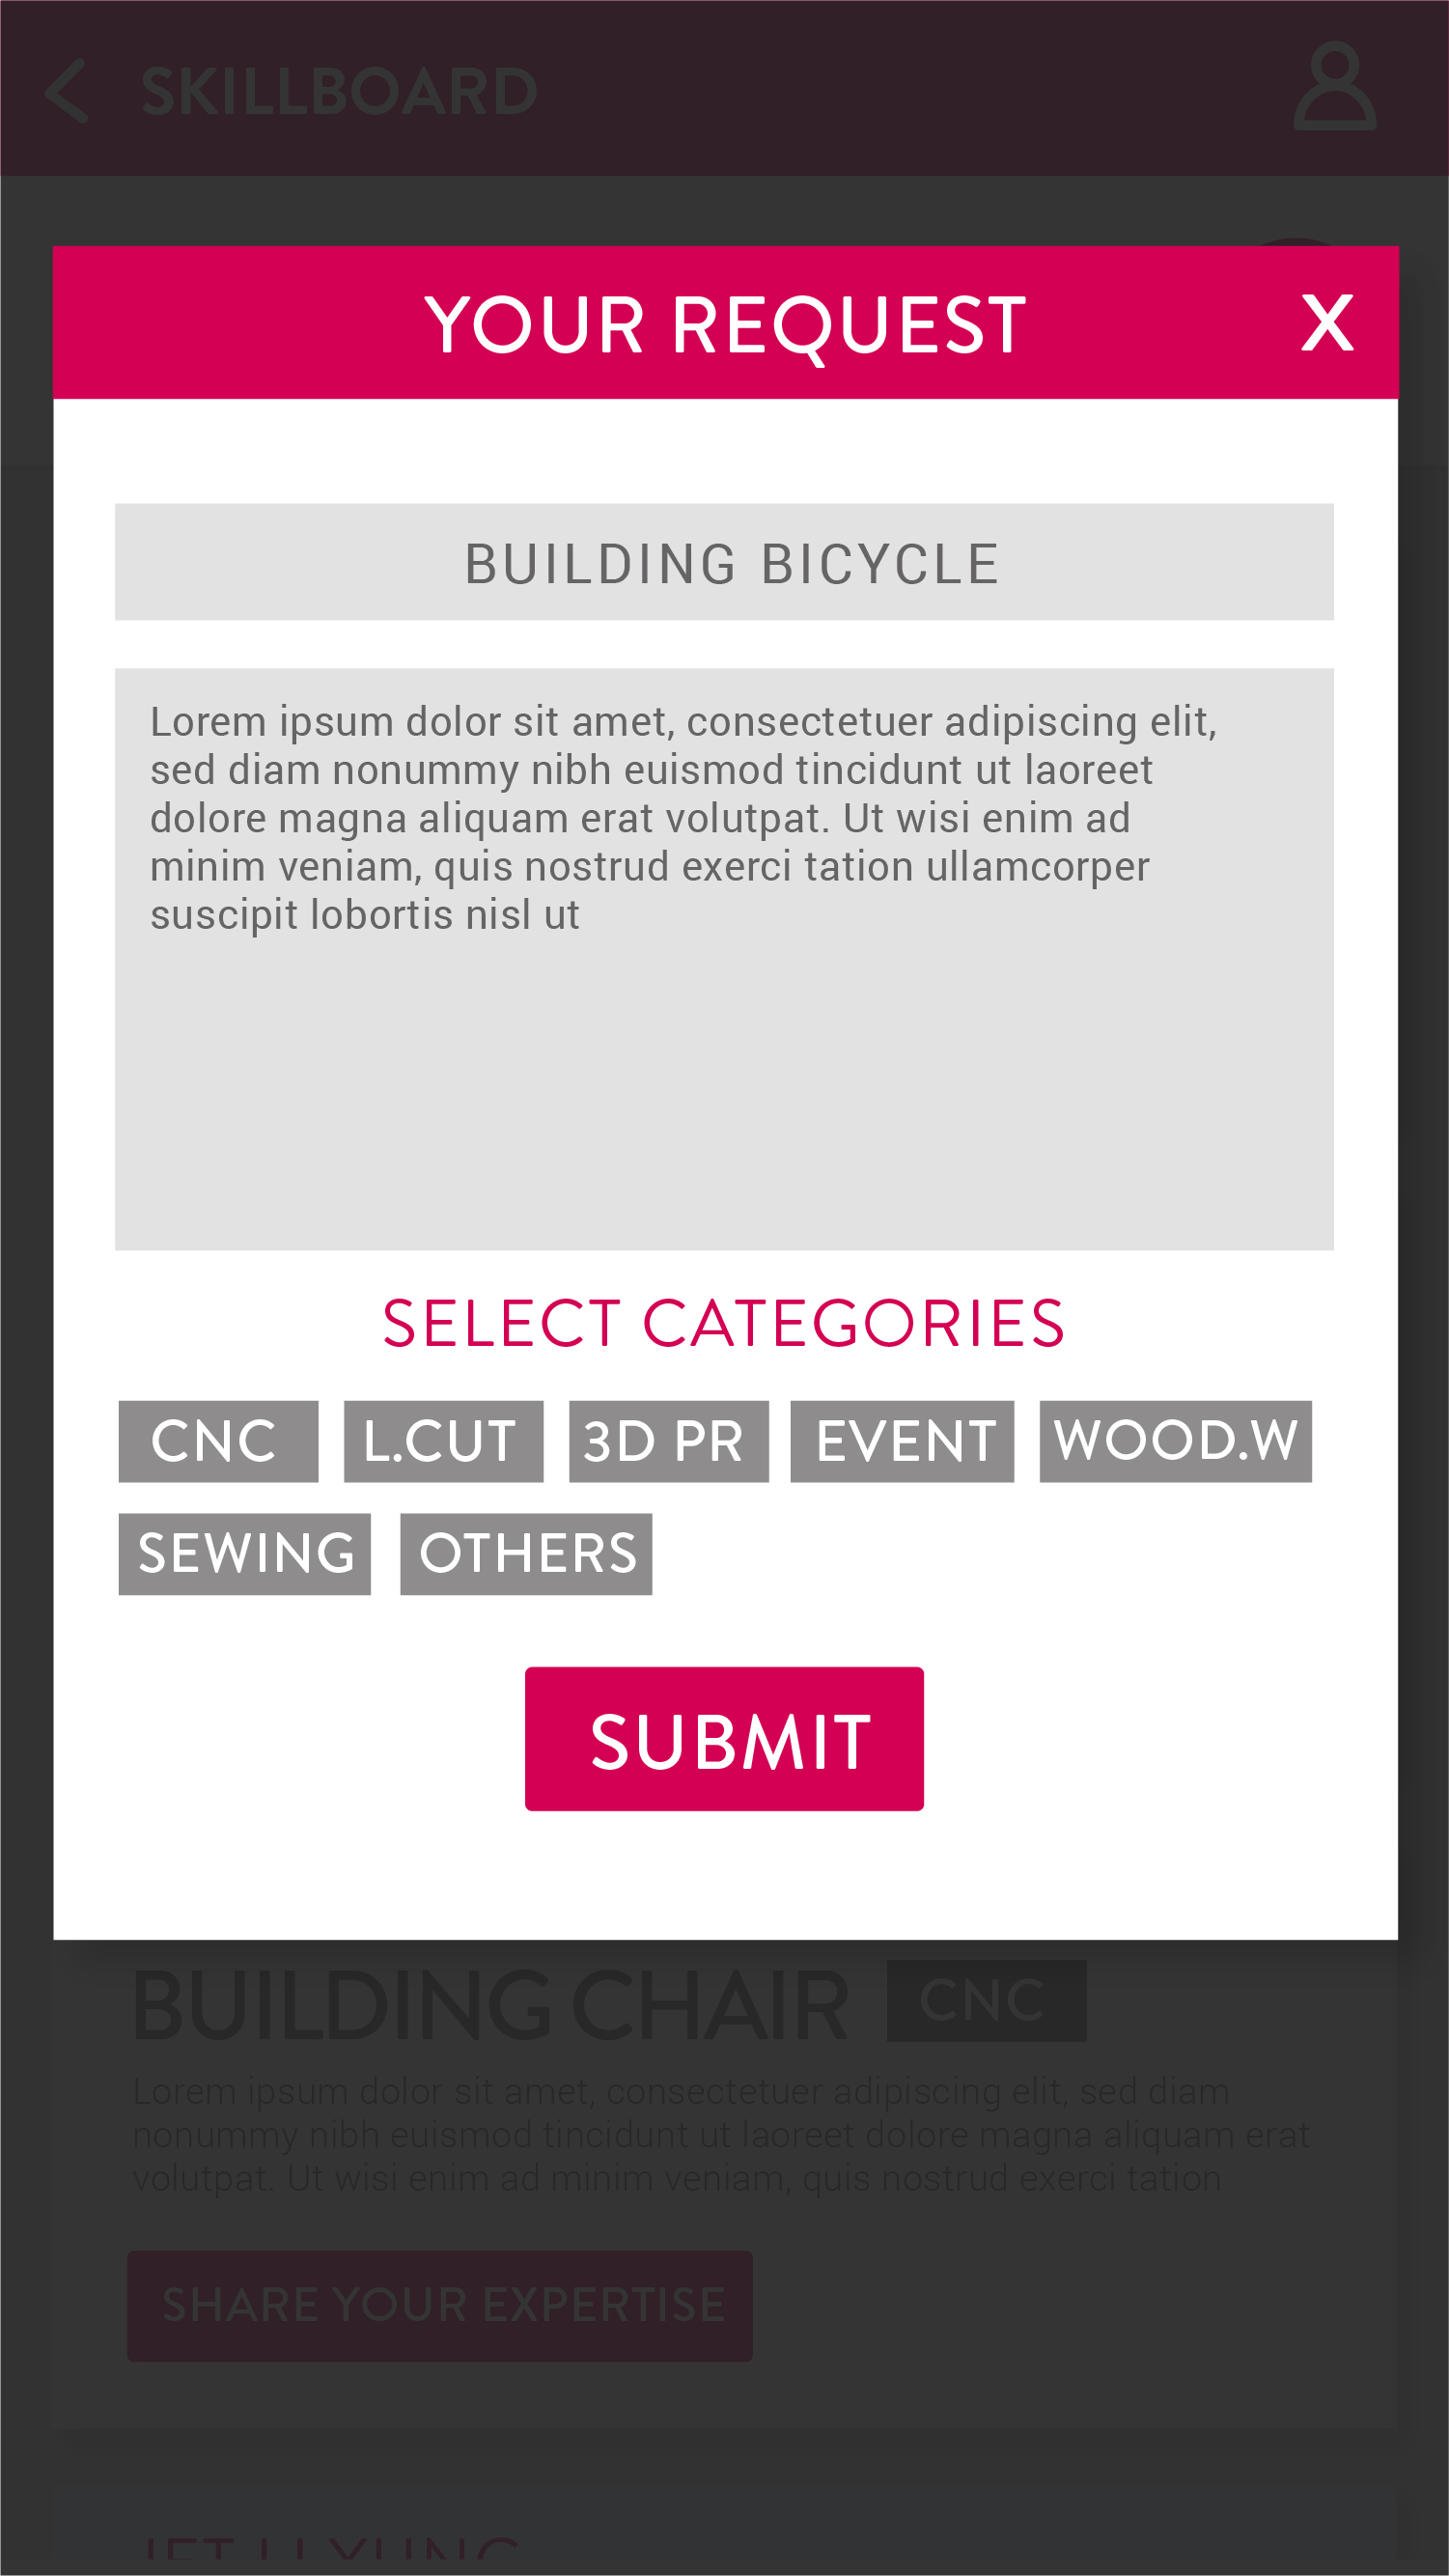 SKILLBOARD
YOUR REQUEST X
BUILDING BICYCLE
Lorem ipsum dolor sit amet, consectetuer adipiscing elit,
sed diam nonummy nibh euismod tincidunt ut laoreet
dolore magna aliquam erat volutpat. Ut wisi enim ad
minim veniam, quis nostrud exerci tation ullamcorper
suscipit lobortis nisl ut
SELECT CATEGORIES
CNC L.CUT 3D PR EVENT WOOD.W
SEWING OTHERS
SUBMIT
BUILDING CHAIR CNC
Lorem ipsum dolor sit amet, consectetuer adipiscing elit, sed diam
nonummy nibh euismod tincidunt ut laoreet dolore magna aliquam erat
volutpat. Ut wisi enim ad minim veniam, quis nostrud exerci tation
SHARE YOUR EXPERTISE